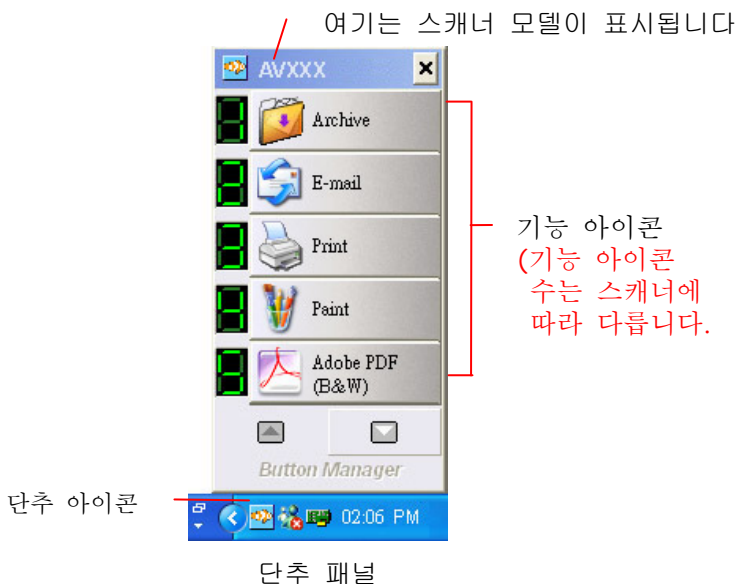 여기는 스캐너 모델이 표시됩니다
AVXXX
Archive
E-mail
Print
Paint
Adobe PDF
(B&W)
기능 아이콘
(기능 아이콘
수는 스캐너에
따라 다릅니다.
Button Manager
단추 아이콘
02:06 PM
단추 패널